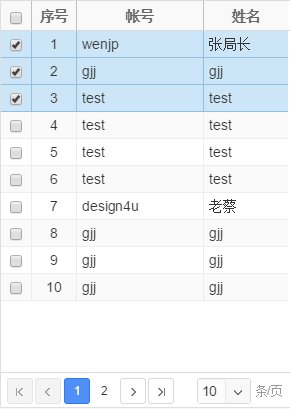 序号 帐号 姓名
1 wenjp 张局长
2 gjj gjj
3 test test
4 test test
5 test test
6 test test
7 design4u 老蔡
8 gjj gjj
9 gjj gjj
10 gjj gjj
1 2 10 条/页